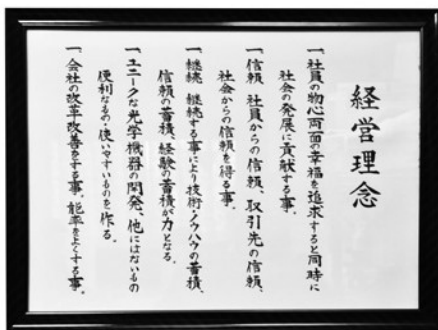 経営理念
一、社員の物心両面の幸福を追求すると同時に
社会の発展に貢献する事。
一、信頼、社員からの信頼、取引先の信頼、
社会からの信頼を得る事。
一、継続、継続する事により技術・ノウハウの蓄積、
信頼の蓄積、経験の蓄積が力となる。
一、ユニークな光学機器の開発、他にはないもの
便利なもの・使いやすいものを作る。
一、会社の改革改善をする事。能率をよくする事。